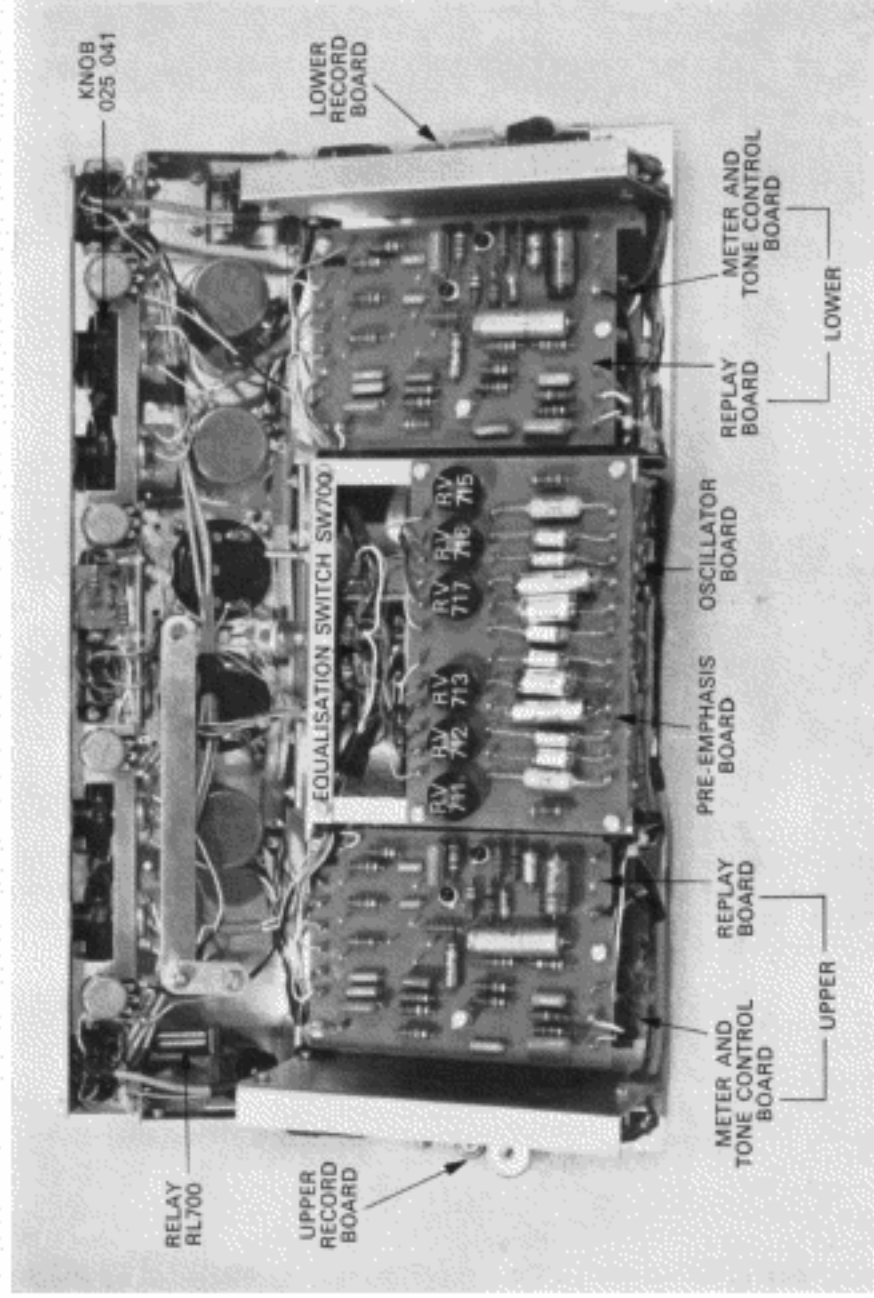 KNOB
025 041
RELAY
RL700
UPPER
RECORD
BOARD
LOWER
RECORD
BOARD
EQUALISATION SWITCH SW700
RV
711
RV
712
RV
713
RV
717
RV
716
RV
715
METER AND
TONE CONTROL
BOARD
REPLAY
BOARD
UPPER
PRE-EMPHASIS
BOARD
OSCILLATOR
BOARD
REPLAY
BOARD
METER AND
TONE CONTROL
BOARD
LOWER